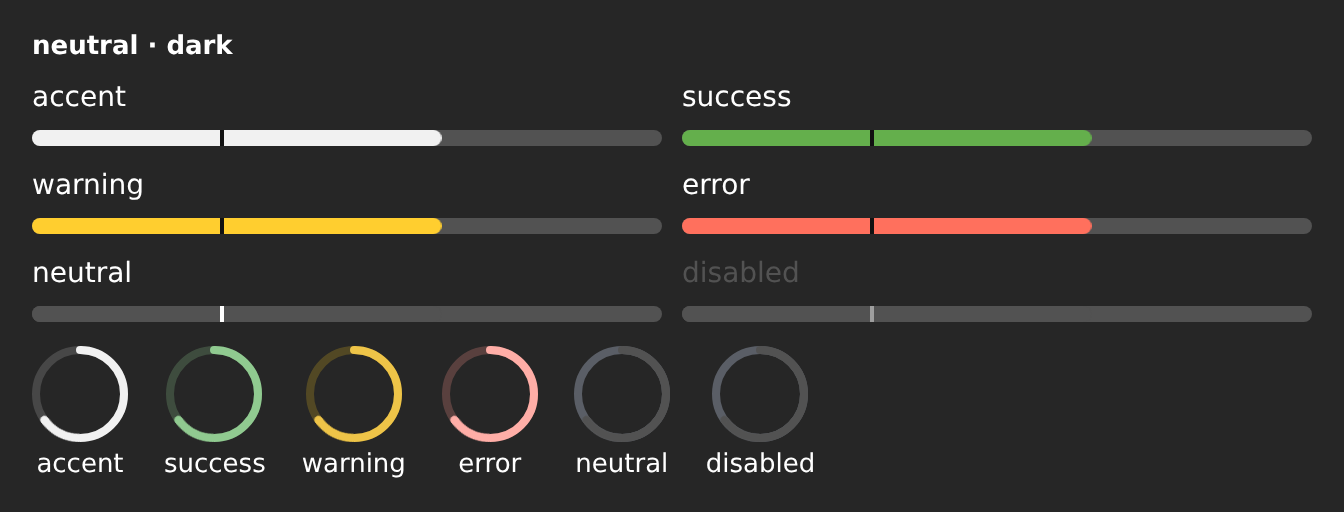 neutral · dark
accent
success
warning
error
neutral
disabled
accent success warning error neutral disabled